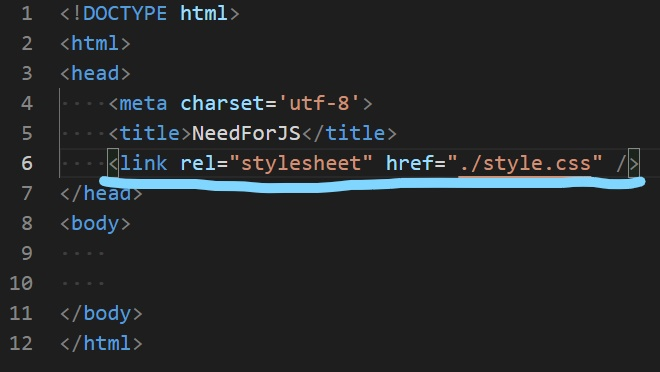 1 <!DOCTYPE html>
2 <html>
3 <head>
4 <meta charset='utf-8'>
5 <title>NeedForJS</title>
6 <link rel="stylesheet" href="./style.css" />
7 </head>
8 <body>
9
10
11 </body>
12 </html>